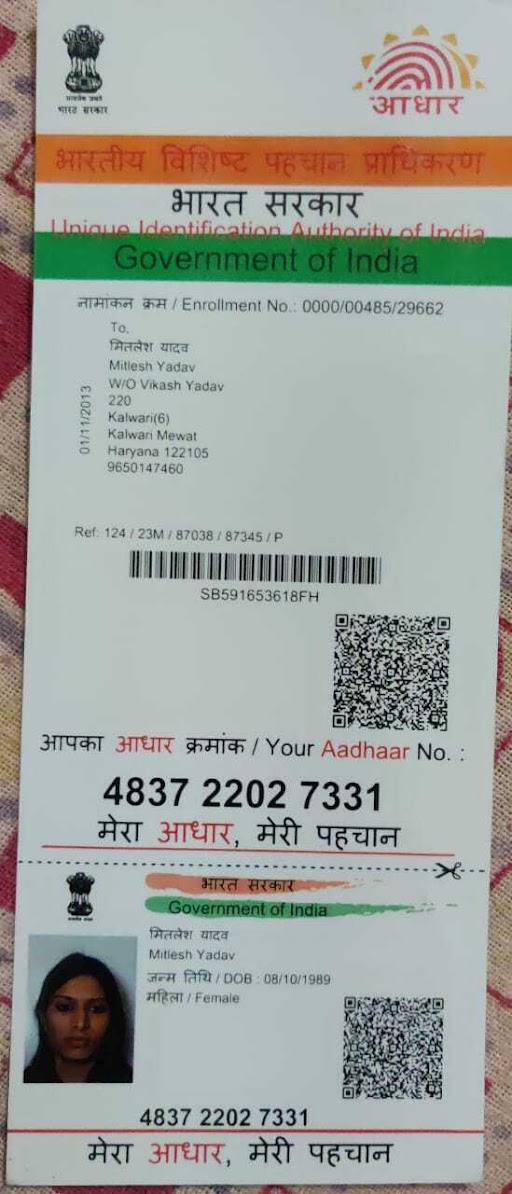 सत्यमेव जयते
भारत सरकार
आधार
भारतीय विशिष्ट पहचान प्राधिकरण
भारत सरकार
Unique Identification Authority of India
Government of India
नामांकन क्रम / Enrollment No.: 0000/00485/29662
To,
मितलेश यादव
Mitlesh Yadav
W/O Vikash Yadav
220
Kalwari(6)
Kalwari Mewat
Haryana 122105
9650147460
01/11/2013
Ref: 124 / 23M / 87038 / 87345 / P
SB591653618FH
आपका आधार क्रमांक / Your Aadhaar No. :
4837 2202 7331
मेरा आधार, मेरी पहचान
भारत सरकार
Government of India
मितलेश यादव
Mitlesh Yadav
जन्म तिथि / DOB : 08/10/1989
महिला / Female
4837 2202 7331
मेरा आधार, मेरी पहचान